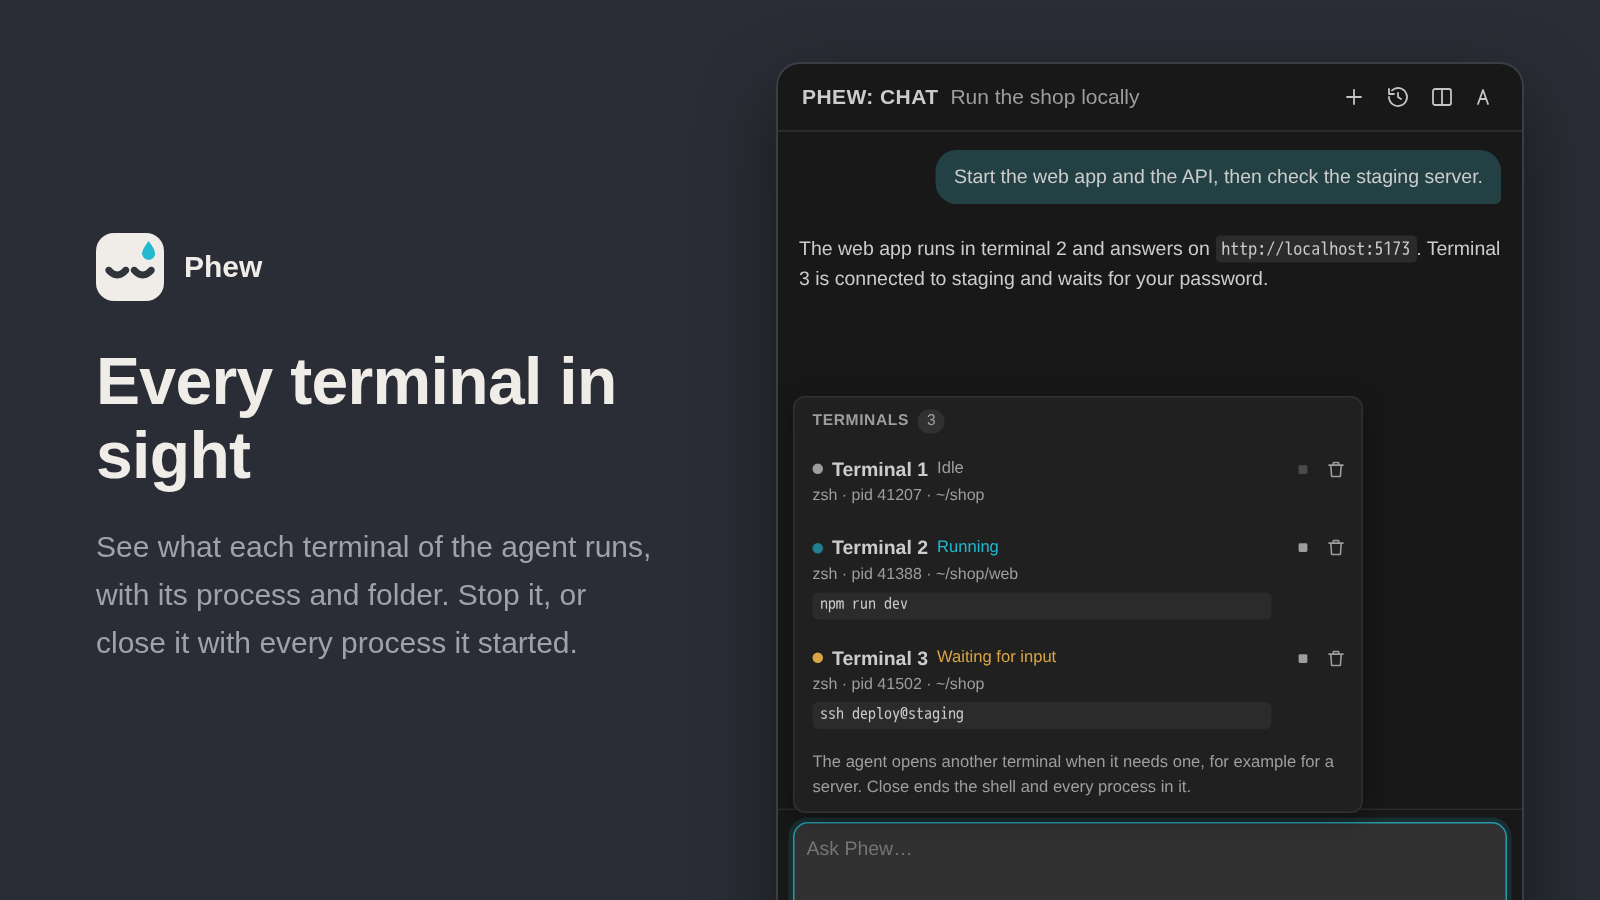 Phew
Every terminal in
sight
See what each terminal of the agent runs,
with its process and folder. Stop it, or
close it with every process it started.
PHEW: CHAT Run the shop locally
Start the web app and the API, then check the staging server.
The web app runs in terminal 2 and answers on http://localhost:5173. Terminal
3 is connected to staging and waits for your password.
TERMINALS 3
Terminal 1 Idle
zsh · pid 41207 · ~/shop
Terminal 2 Running
zsh · pid 41388 · ~/shop/web
npm run dev
Terminal 3 Waiting for input
zsh · pid 41502 · ~/shop
ssh deploy@staging
The agent opens another terminal when it needs one, for example for a
server. Close ends the shell and every process in it.
Ask Phew…